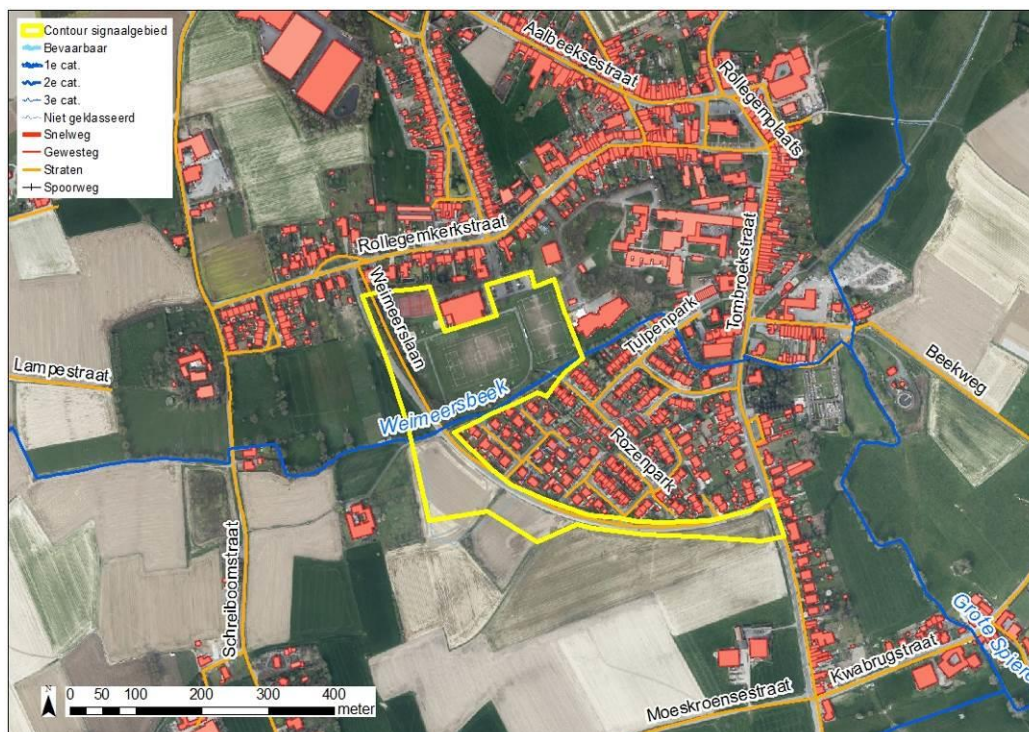 Contour signaalgebied
Bevaarbaar
1e cat.
2e cat.
3e cat.
Niet geklasseerd
Snelweg
Gewesteg
Straten
Spoorweg
Aalbeeksestraat
Rollegemplaats
Rollegemkerkstraat
Weimeerslaan
Tombroekstraat
Tulpenpark
Beekweg
Lampestraat
Weimeersbeek
Rozenpark
Schreiboomstraat
Grote Spiere
Kwabrugstraat
Moeskroensestraat
N
0 50 100 200 300 400
meter